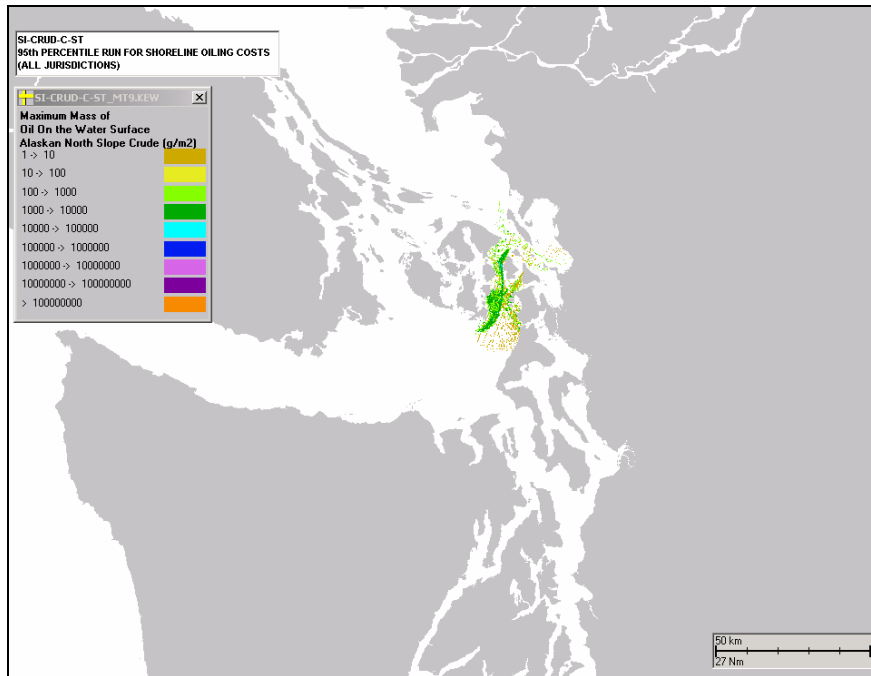 SI-CRUD-C-ST
95th PERCENTILE RUN FOR SHORELINE OILING COSTS
(ALL JURISDICTIONS)
SI-CRUD-C-ST_MT9.KEW
Maximum Mass of
Oil On the Water Surface
Alaskan North Slope Crude (g/m2)
1 -> 10
10 -> 100
100 -> 1000
1000 -> 10000
10000 -> 100000
100000 -> 1000000
1000000 -> 10000000
10000000 -> 100000000
> 100000000
50 km
27 Nm